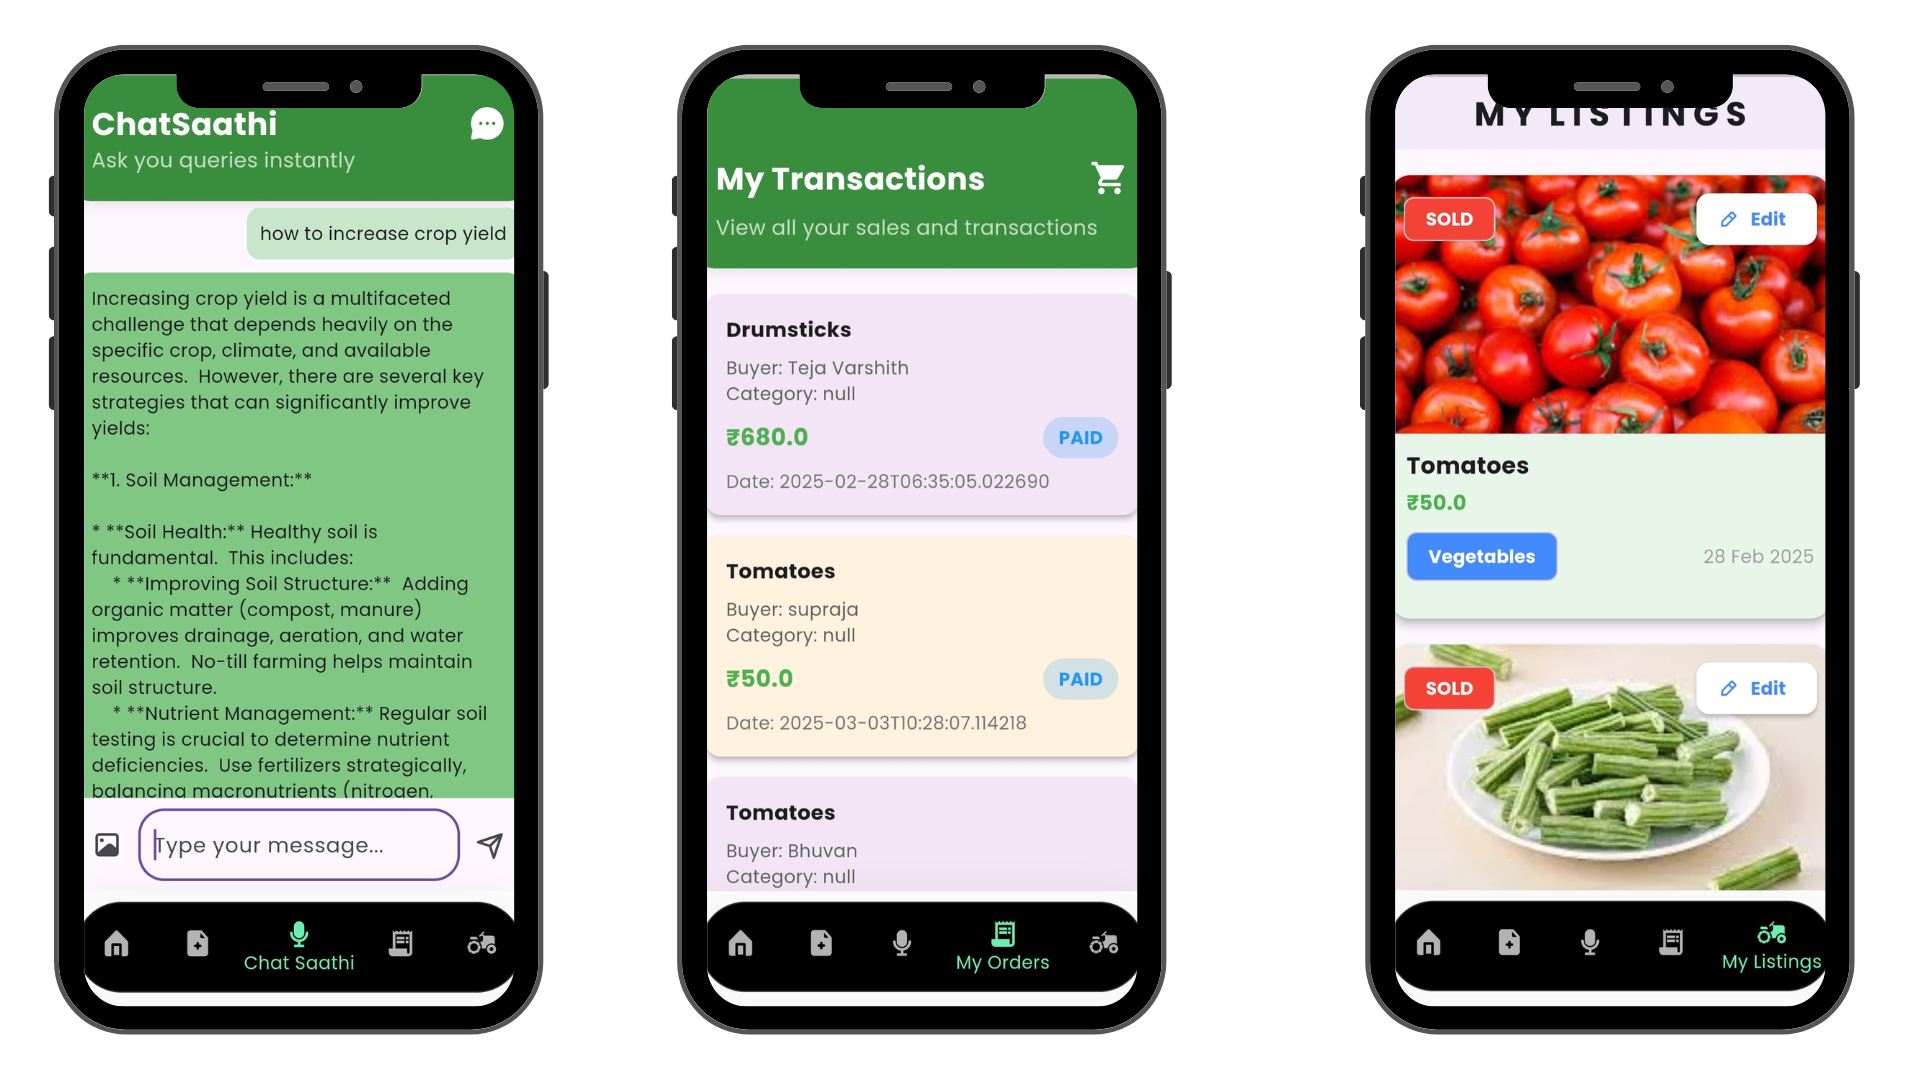 ChatSaathi
Ask you queries instantly
how to increase crop yield
Increasing crop yield is a multifaceted
challenge that depends heavily on the
specific crop, climate, and available
resources.  However, there are several key
strategies that can significantly improve
yields:
**1. Soil Management:**
* **Soil Health:** Healthy soil is
fundamental.  This includes:
* **Improving Soil Structure:**  Adding
organic matter (compost, manure)
improves drainage, aeration, and water
retention.  No-till farming helps maintain
soil structure.
* **Nutrient Management:** Regular soil
testing is crucial to determine nutrient
deficiencies.  Use fertilizers strategically,
balancing macronutrients (nitrogen,
Type your message...
Chat Saathi
My Transactions
View all your sales and transactions
Drumsticks
Buyer: Teja Varshith
Category: null
₹680.0
PAID
Date: 2025-02-28T06:35:05.022690
Tomatoes
Buyer: supraja
Category: null
₹50.0
PAID
Date: 2025-03-03T10:28:07.114218
Tomatoes
Buyer: Bhuvan
Category: null
My Orders
MY LISTINGS
SOLD
Edit
Tomatoes
₹50.0
Vegetables
28 Feb 2025
SOLD
Edit
My Listings